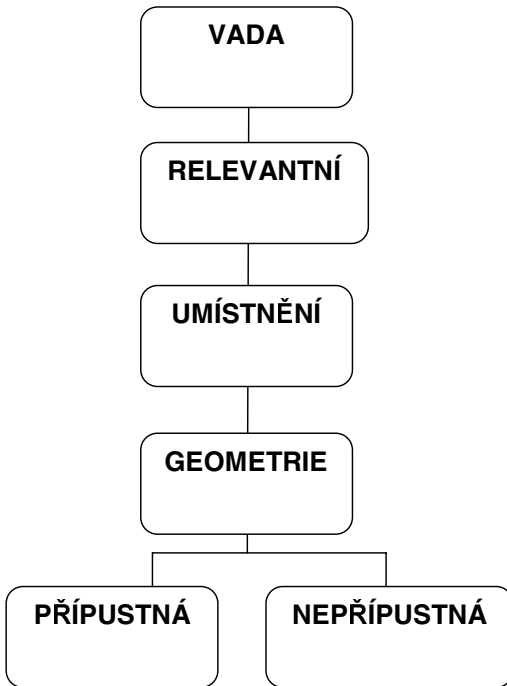 VADA
RELEVANTNÍ
UMÍSTNĚNÍ
GEOMETRIE
PŘÍPUSTNÁ
NEPŘÍPUSTNÁ